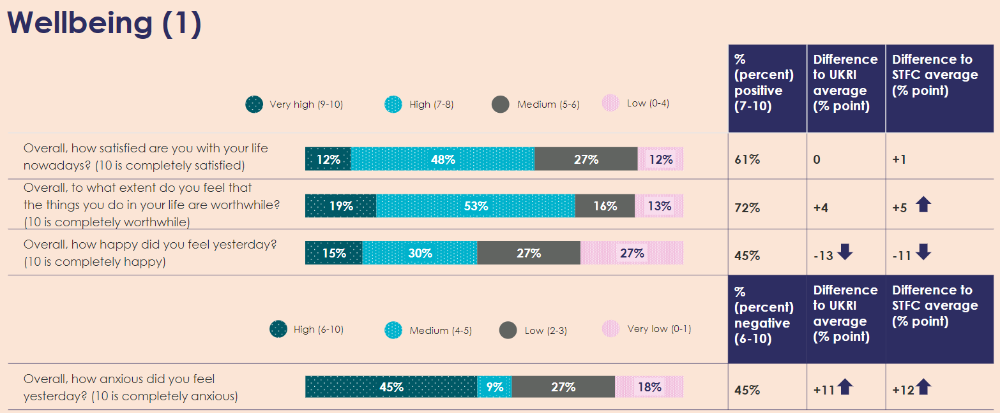 Wellbeing (1)
%
(percent)
positive
(7-10)
Difference
to UKRI
average
(% point)
Difference to
STFC average
(% point)
Very high (9-10)
High (7-8)
Medium (5-6)
Low (0-4)
Overall, how satisfied are you with your life
nowadays? (10 is completely satisfied)
12%
48%
27%
12%
61%
0
+1
Overall, to what extent do you feel that
the things you do in your life are worthwhile?
(10 is completely worthwhile)
19%
53%
16%
13%
72%
+4
+5
Overall, how happy did you feel yesterday?
(10 is completely happy)
15%
30%
27%
27%
45%
-13
-11
%
(percent)
negative
(6-10)
Difference
to UKRI
average
(% point)
Difference to
STFC average
(% point)
High (6-10)
Medium (4-5)
Low (2-3)
Very low (0-1)
Overall, how anxious did you feel
yesterday? (10 is completely anxious)
45%
9%
27%
18%
45%
+11
+12